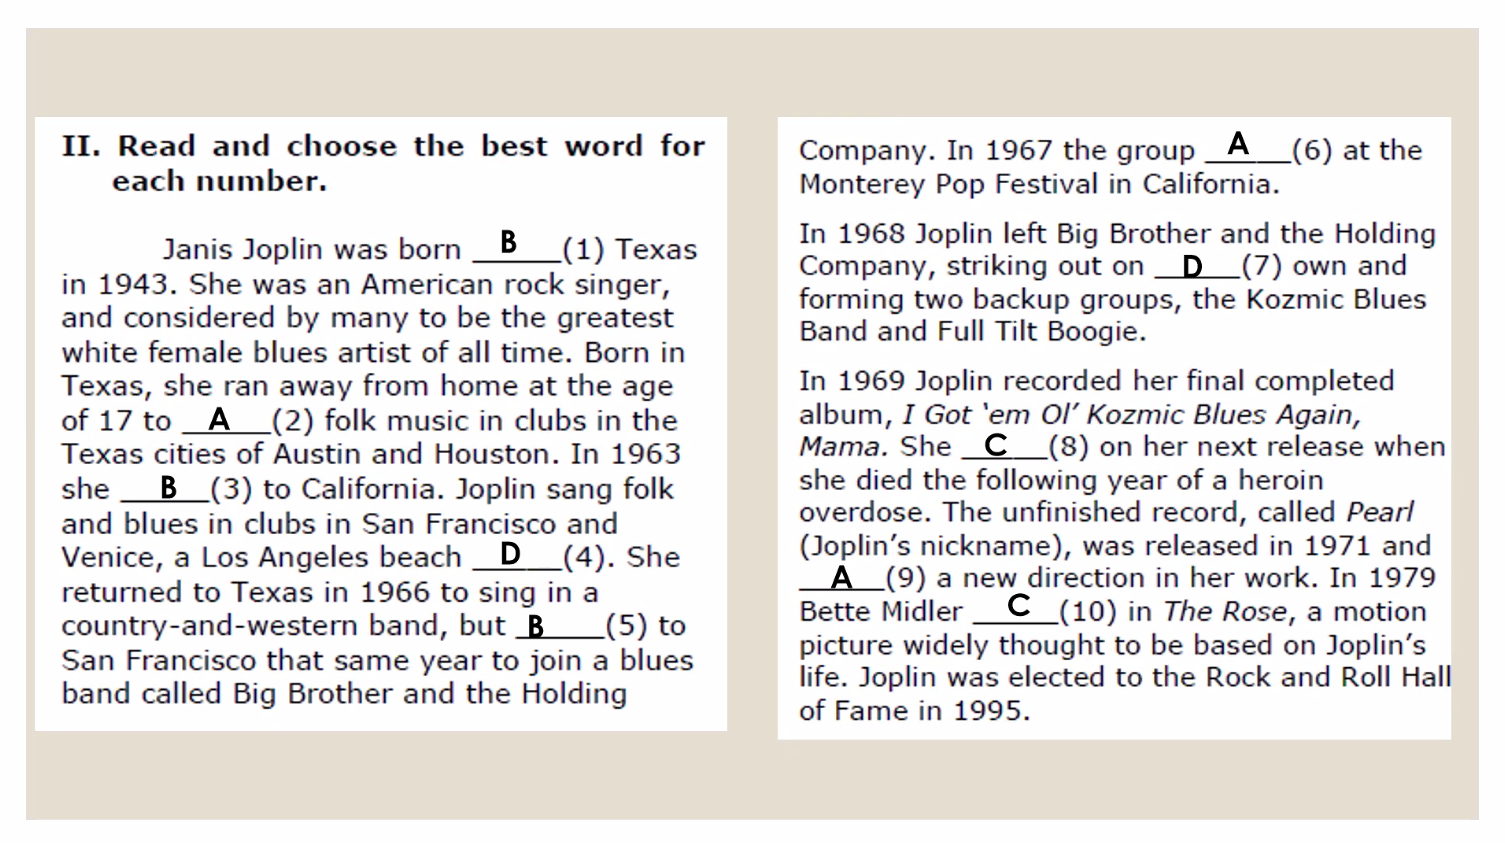 II. Read and choose the best word for
each number.
Janis Joplin was born __B__(1) Texas
in 1943. She was an American rock singer,
and considered by many to be the greatest
white female blues artist of all time. Born in
Texas, she ran away from home at the age
of 17 to __A__(2) folk music in clubs in the
Texas cities of Austin and Houston. In 1963
she __B__(3) to California. Joplin sang folk
and blues in clubs in San Francisco and
Venice, a Los Angeles beach __D__(4). She
returned to Texas in 1966 to sing in a
country-and-western band, but __B__(5) to
San Francisco that same year to join a blues
band called Big Brother and the Holding
Company. In 1967 the group __A__(6) at the
Monterey Pop Festival in California.
In 1968 Joplin left Big Brother and the Holding
Company, striking out on __D__(7) own and
forming two backup groups, the Kozmic Blues
Band and Full Tilt Boogie.
In 1969 Joplin recorded her final completed
album, I Got ‘em Ol’ Kozmic Blues Again,
Mama. She __C__(8) on her next release when
she died the following year of a heroin
overdose. The unfinished record, called Pearl
(Joplin’s nickname), was released in 1971 and
__A__(9) a new direction in her work. In 1979
Bette Midler __C__(10) in The Rose, a motion
picture widely thought to be based on Joplin’s
life. Joplin was elected to the Rock and Roll Hall
of Fame in 1995.